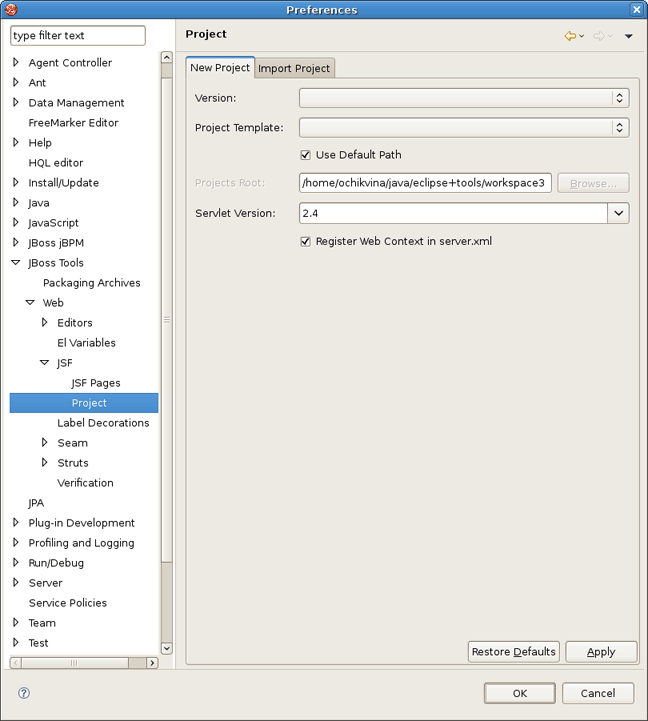 Preferences
type filter text
Agent Controller
Ant
Data Management
FreeMarker Editor
Help
HQL editor
Install/Update
Java
JavaScript
JBoss jBPM
JBoss Tools
Packaging Archives
Web
Editors
El Variables
JSF
JSF Pages
Project
Label Decorations
Seam
Struts
Verification
JPA
Plug-in Development
Profiling and Logging
Run/Debug
Server
Service Policies
Team
Test
Project
New Project Import Project
Version:
Project Template:
Use Default Path
Projects Root: /home/ochikvina/java/eclipse+tools/workspace3 Browse...
Servlet Version: 2.4
Register Web Context in server.xml
Restore Defaults Apply
? OK Cancel